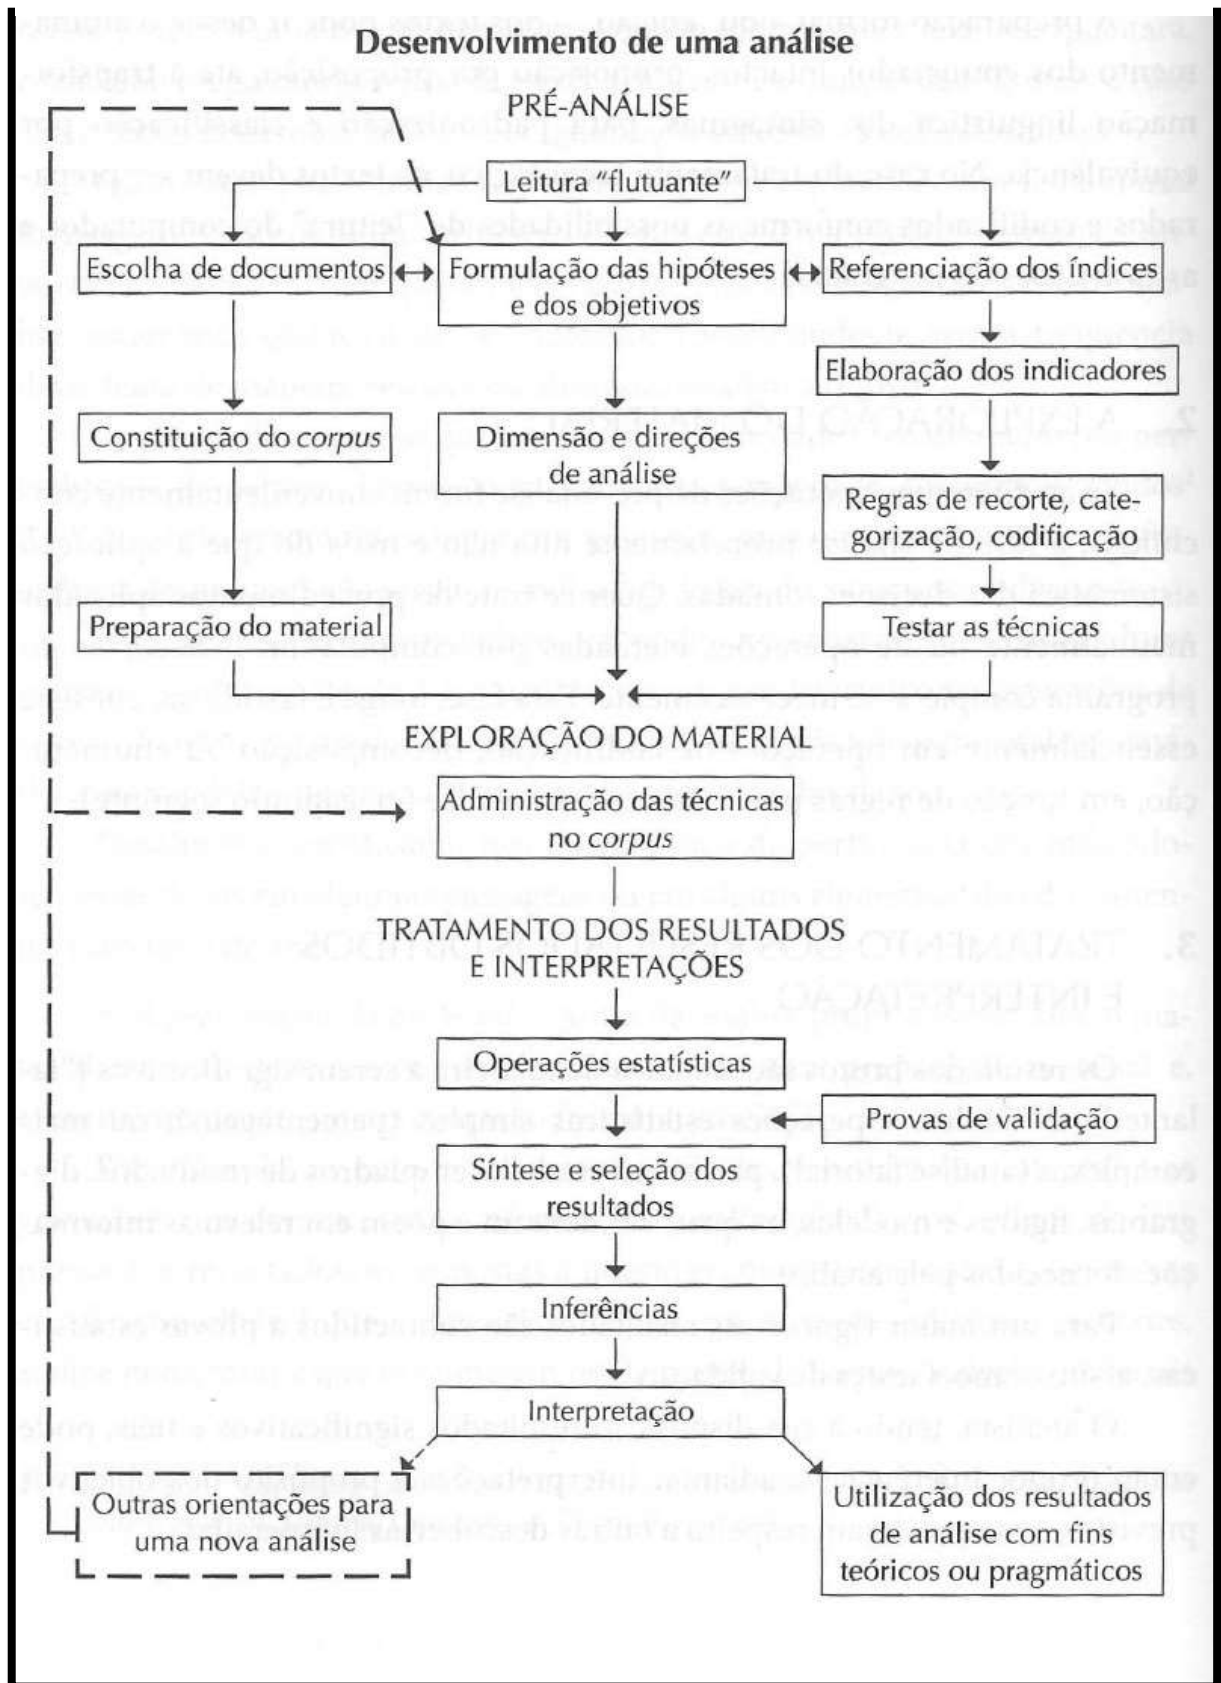 Desenvolvimento de uma análise
PRÉ-ANÁLISE
Leitura "flutuante"
Escolha de documentos
Formulação das hipóteses
e dos objetivos
Referenciação dos índices
Elaboração dos indicadores
Constituição do corpus
Dimensão e direções
de análise
Regras de recorte, cate-
gorização, codificação
Preparação do material
Testar as técnicas
EXPLORAÇÃO DO MATERIAL
Administração das técnicas
no corpus
TRATAMENTO DOS RESULTADOS
E INTERPRETAÇÕES
Operações estatísticas
Provas de validação
Síntese e seleção dos
resultados
Inferências
Interpretação
Outras orientações para
uma nova análise
Utilização dos resultados
de análise com fins
teóricos ou pragmáticos